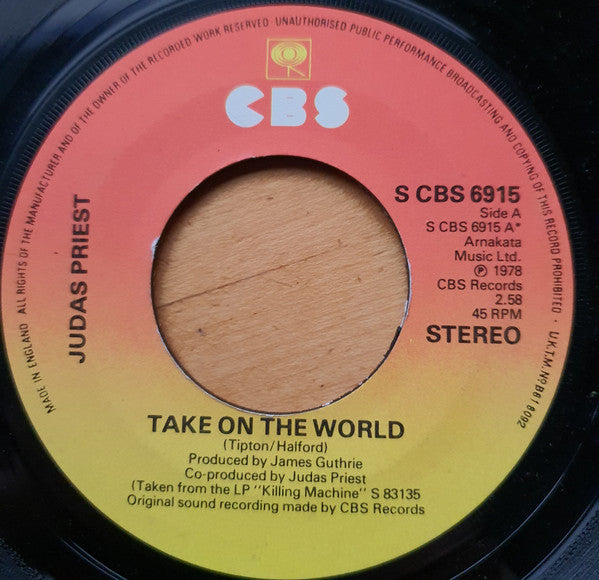 MADE IN ENGLAND · ALL RIGHTS OF THE MANUFACTURER AND OF THE OWNER OF THE RECORDED WORK RESERVED · UNAUTHORISED PUBLIC PERFORMANCE BROADCASTING AND COPYING OF THIS RECORD PROHIBITED · U.K.T.M. No B618092
CBS
JUDAS PRIEST
S CBS 6915
Side A
S CBS 6915 A*
Arnakata
Music Ltd.
℗ 1978
CBS Records
2.58
45 RPM
STEREO
TAKE ON THE WORLD
(Tipton/Halford)
Produced by James Guthrie
Co-produced by Judas Priest
(Taken from the LP "Killing Machine" S 83135
Original sound recording made by CBS Records